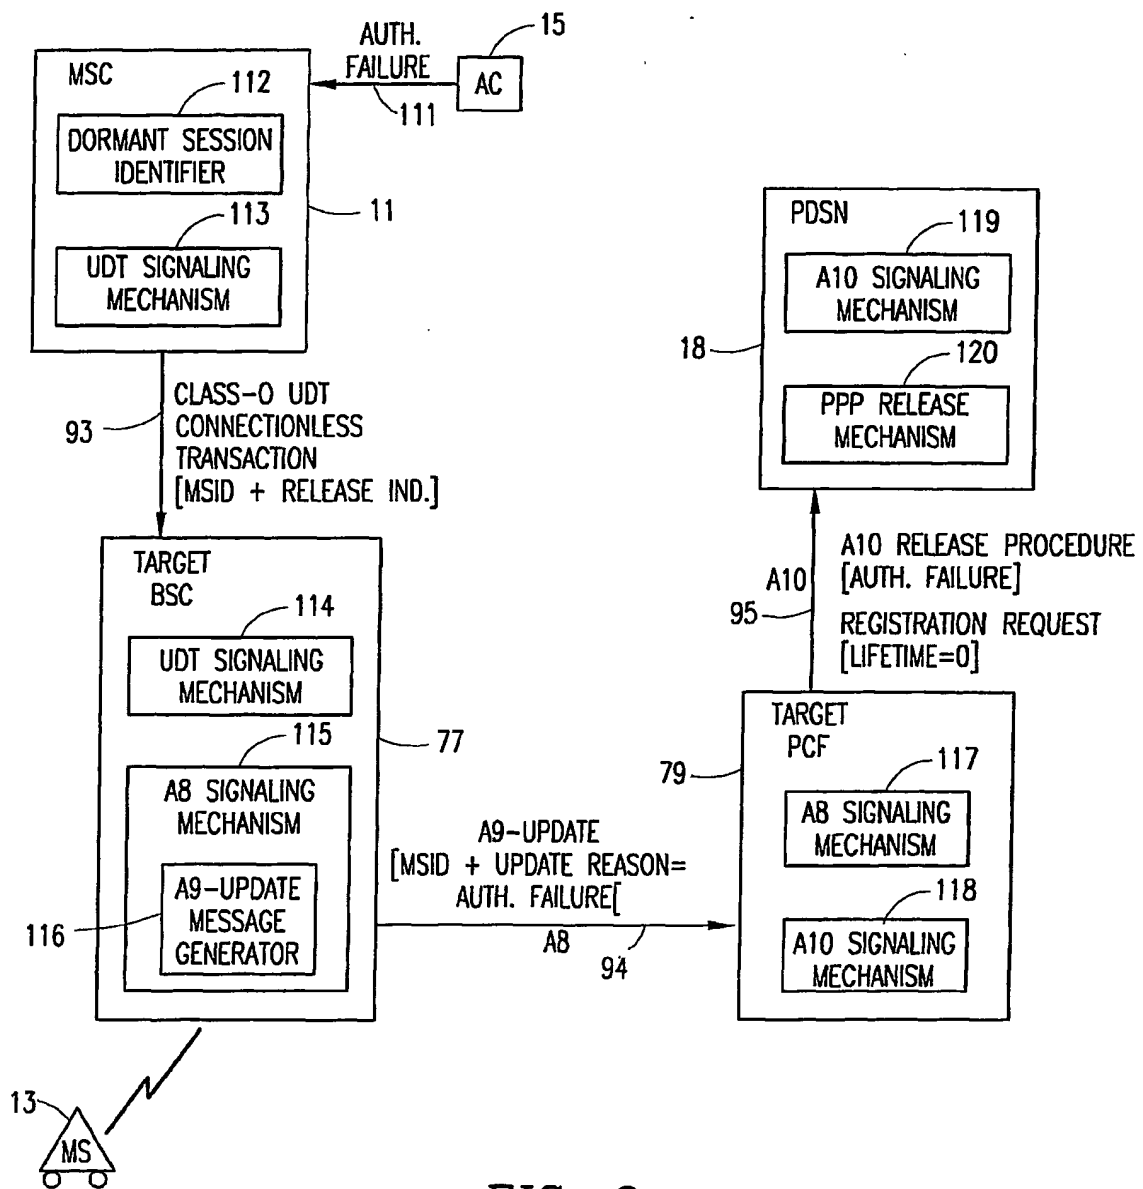 AUTH.
FAILURE
15
AC
111
MSC
112
DORMANT SESSION
IDENTIFIER
11
113
UDT SIGNALING
MECHANISM
93
CLASS-0 UDT
CONNECTIONLESS
TRANSACTION
[MSID + RELEASE IND.]
TARGET
BSC
114
UDT SIGNALING
MECHANISM
77
115
A8 SIGNALING
MECHANISM
116
A9-UPDATE
MESSAGE
GENERATOR
13
MS
A9-UPDATE
[MSID + UPDATE REASON=
AUTH. FAILURE[
A8
94
PDSN
119
A10 SIGNALING
MECHANISM
18
120
PPP RELEASE
MECHANISM
A10
95
A10 RELEASE PROCEDURE
[AUTH. FAILURE]
REGISTRATION REQUEST
[LIFETIME=0]
TARGET
PCF
79
117
A8 SIGNALING
MECHANISM
118
A10 SIGNALING
MECHANISM